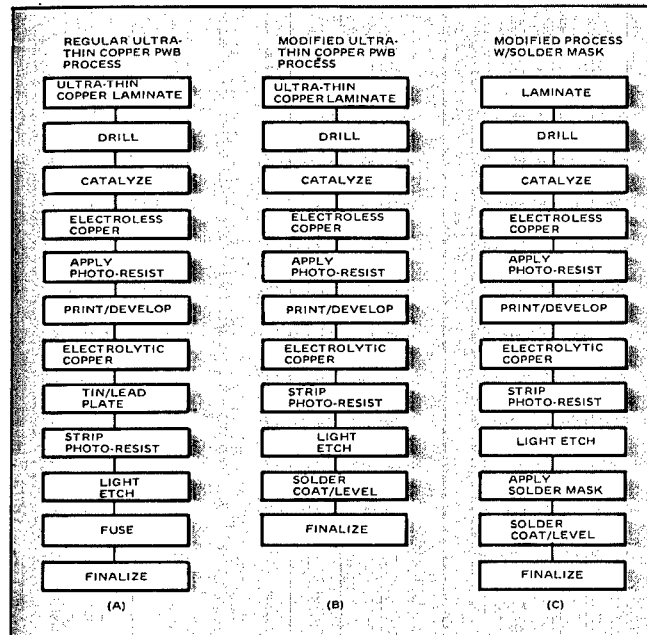 REGULAR ULTRA-
THIN COPPER PWB
PROCESS
ULTRA-THIN
COPPER LAMINATE
DRILL
CATALYZE
ELECTROLESS
COPPER
APPLY
PHOTO-RESIST
PRINT/DEVELOP
ELECTROLYTIC
COPPER
TIN/LEAD
PLATE
STRIP
PHOTO-RESIST
LIGHT
ETCH
FUSE
FINALIZE
(A)
MODIFIED ULTRA-
THIN COPPER PWB
PROCESS
ULTRA-THIN
COPPER LAMINATE
DRILL
CATALYZE
ELECTROLESS
COPPER
APPLY
PHOTO-RESIST
PRINT/DEVELOP
ELECTROLYTIC
COPPER
STRIP
PHOTO-RESIST
LIGHT
ETCH
SOLDER
COAT/LEVEL
FINALIZE
(B)
MODIFIED PROCESS
W/SOLDER MASK
LAMINATE
DRILL
CATALYZE
ELECTROLESS
COPPER
APPLY
PHOTO-RESIST
PRINT/DEVELOP
ELECTROLYTIC
COPPER
STRIP
PHOTO-RESIST
LIGHT ETCH
APPLY
SOLDER MASK
SOLDER
COAT/LEVEL
FINALIZE
(C)